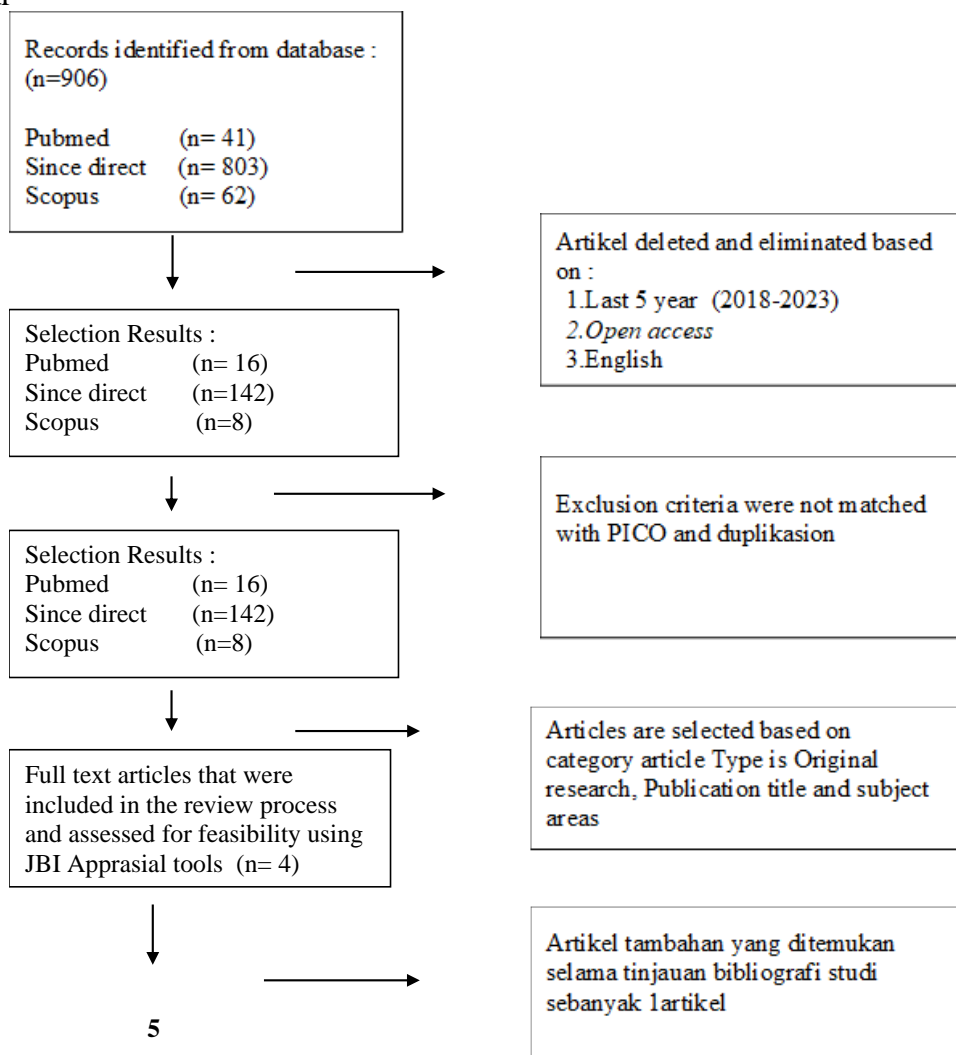 Records identified from database :
(n=906)
Pubmed (n= 41)
Since direct (n= 803)
Scopus (n= 62)
Artikel deleted and eliminated based
on :
1.Last 5 year (2018-2023)
2.Open access
3.English
Selection Results :
Pubmed (n= 16)
Since direct (n=142)
Scopus (n=8)
Exclusion criteria were not matched
with PICO and duplikasion
Selection Results :
Pubmed (n= 16)
Since direct (n=142)
Scopus (n=8)
Articles are selected based on
category article Type is Original
research, Publication title and subject
areas
Full text articles that were
included in the review process
and assessed for feasibility using
JBI Apprasial tools (n= 4)
Artikel tambahan yang ditemukan
selama tinjauan bibliografi studi
sebanyak 1artikel
5